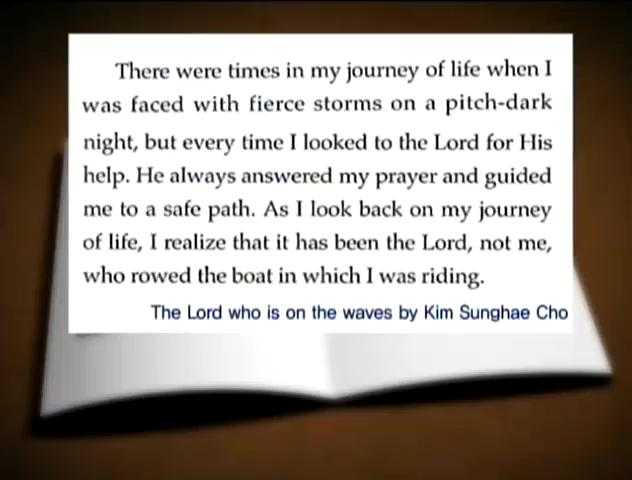 There were times in my journey of life when I
was faced with fierce storms on a pitch-dark
night, but every time I looked to the Lord for His
help. He always answered my prayer and guided
me to a safe path. As I look back on my journey
of life, I realize that it has been the Lord, not me,
who rowed the boat in which I was riding.
The Lord who is on the waves by Kim Sunghae Cho